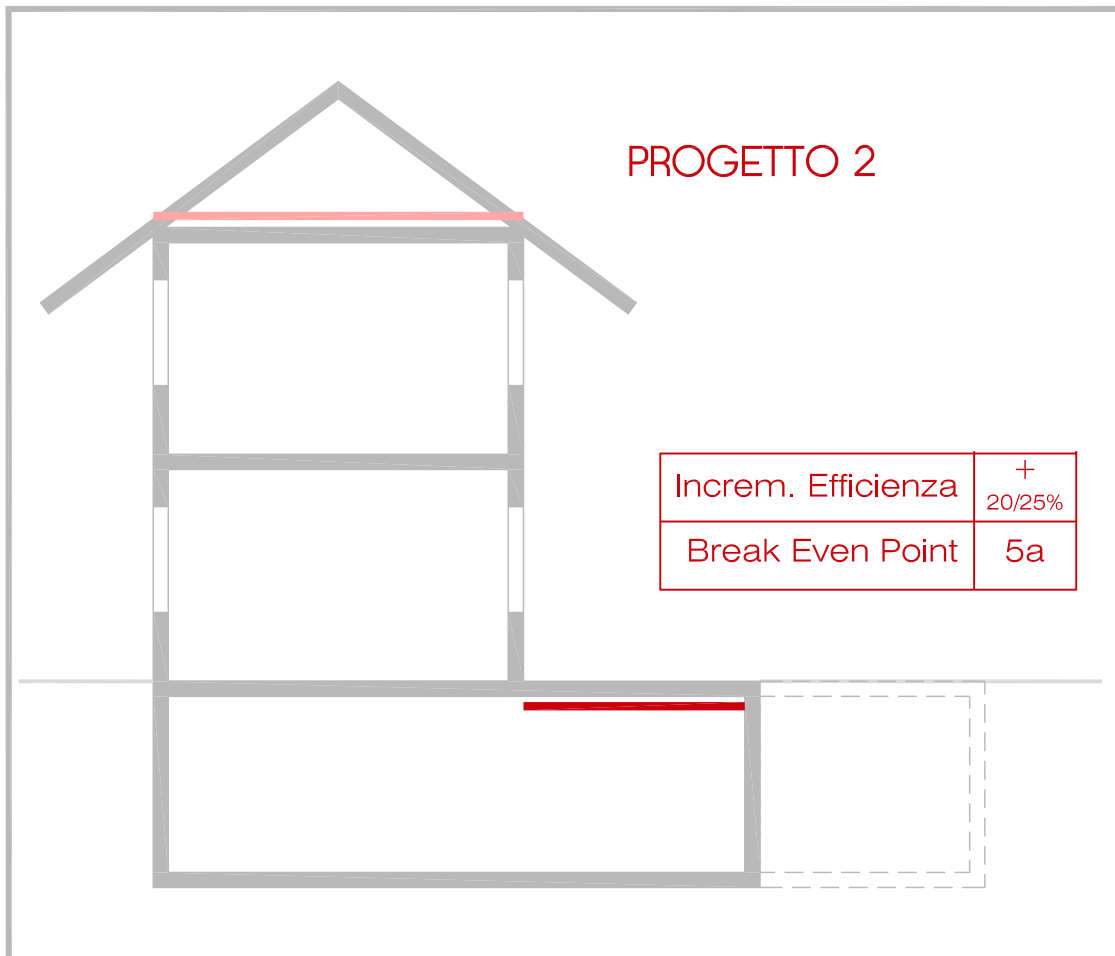 PROGETTO 2
Increm. Efficienza + 20/25%
Break Even Point 5a